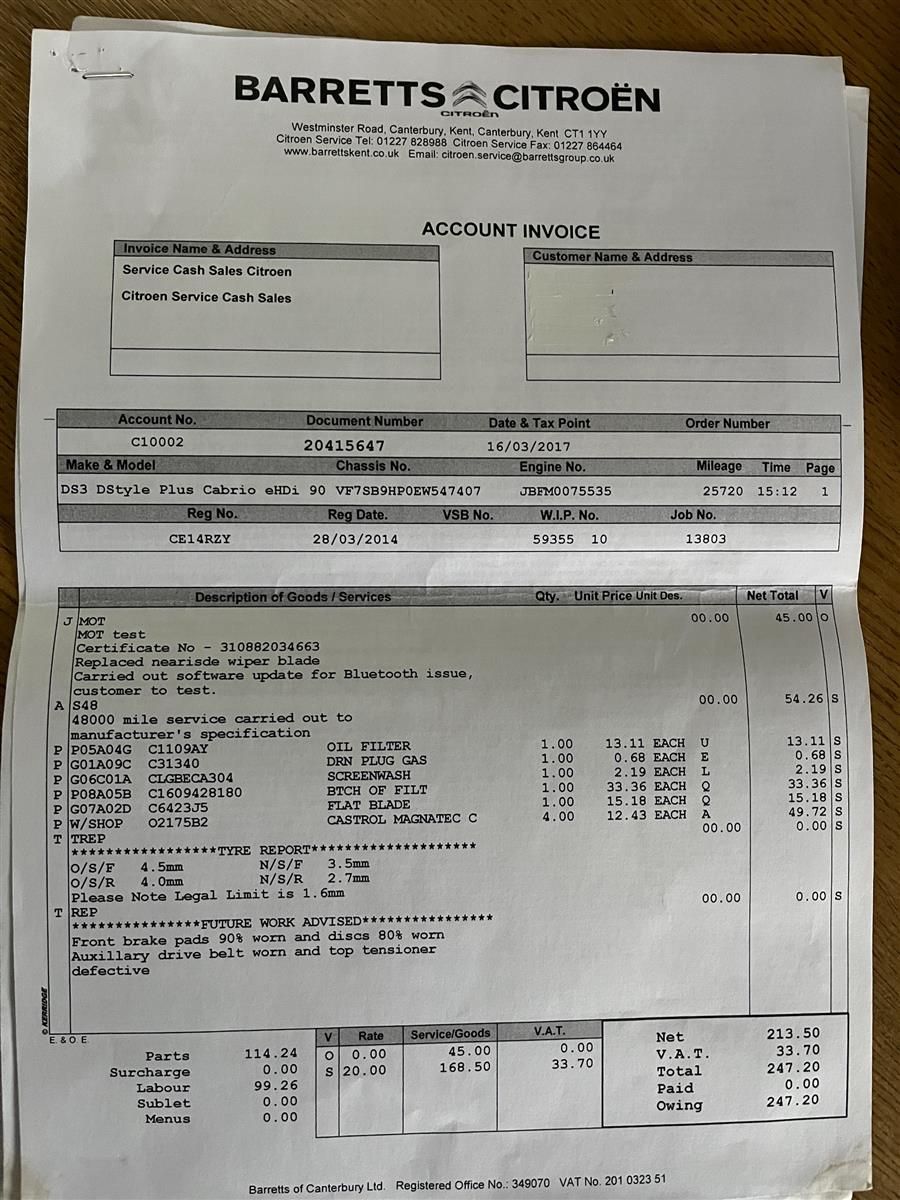 BARRETTS CITROËN
CITROËN
Westminster Road, Canterbury, Kent, Canterbury, Kent CT1 1YY
Citroen Service Tel: 01227 828988 Citroen Service Fax: 01227 864464
www.barrettskent.co.uk Email: citroen.service@barrettsgroup.co.uk
ACCOUNT INVOICE
Invoice Name & Address
Customer Name & Address
Service Cash Sales Citroen
Citroen Service Cash Sales
Account No. Document Number Date & Tax Point Order Number
C10002 20415647 16/03/2017
Make & Model Chassis No. Engine No. Mileage Time Page
DS3 DStyle Plus Cabrio eHDi 90 VF7SB9HP0EW547407 JBFM0075535 25720 15:12 1
Reg No. Reg Date. VSB No. W.I.P. No. Job No.
CE14RZY 28/03/2014 59355 10 13803
Description of Goods / Services Qty. Unit Price Unit Des. Net Total V
J MOT 00.00 45.00 O
MOT test
Certificate No - 310882034663
Replaced nearisde wiper blade
Carried out software update for Bluetooth issue,
customer to test.
A S48 00.00 54.26 S
48000 mile service carried out to
manufacturer's specification
P P05A04G C1109AY OIL FILTER 1.00 13.11 EACH U 13.11 S
P G01A09C C31340 DRN PLUG GAS 1.00 0.68 EACH E 0.68 S
P G06C01A CLGBECA304 SCREENWASH 1.00 2.19 EACH L 2.19 S
P P08A05B C1609428180 BTCH OF FILT 1.00 33.36 EACH Q 33.36 S
P G07A02D C6423J5 FLAT BLADE 1.00 15.18 EACH Q 15.18 S
P W/SHOP O2175B2 CASTROL MAGNATEC C 4.00 12.43 EACH A 49.72 S
T TREP 00.00 0.00 S
******************TYRE REPORT*********************
O/S/F 4.5mm N/S/F 3.5mm
O/S/R 4.0mm N/S/R 2.7mm
Please Note Legal Limit is 1.6mm
T REP 00.00 0.00 S
****************FUTURE WORK ADVISED****************
Front brake pads 90% worn and discs 80% worn
Auxillary drive belt worn and top tensioner
defective
© KERRIDGE
E. & O. E.
V Rate Service/Goods V.A.T.
O 0.00 45.00 0.00
S 20.00 168.50 33.70
Parts 114.24
Surcharge 0.00
Labour 99.26
Sublet 0.00
Menus 0.00
Net 213.50
V.A.T. 33.70
Total 247.20
Paid 0.00
Owing 247.20
Barretts of Canterbury Ltd. Registered Office No.: 349070 VAT No. 201 0323 51